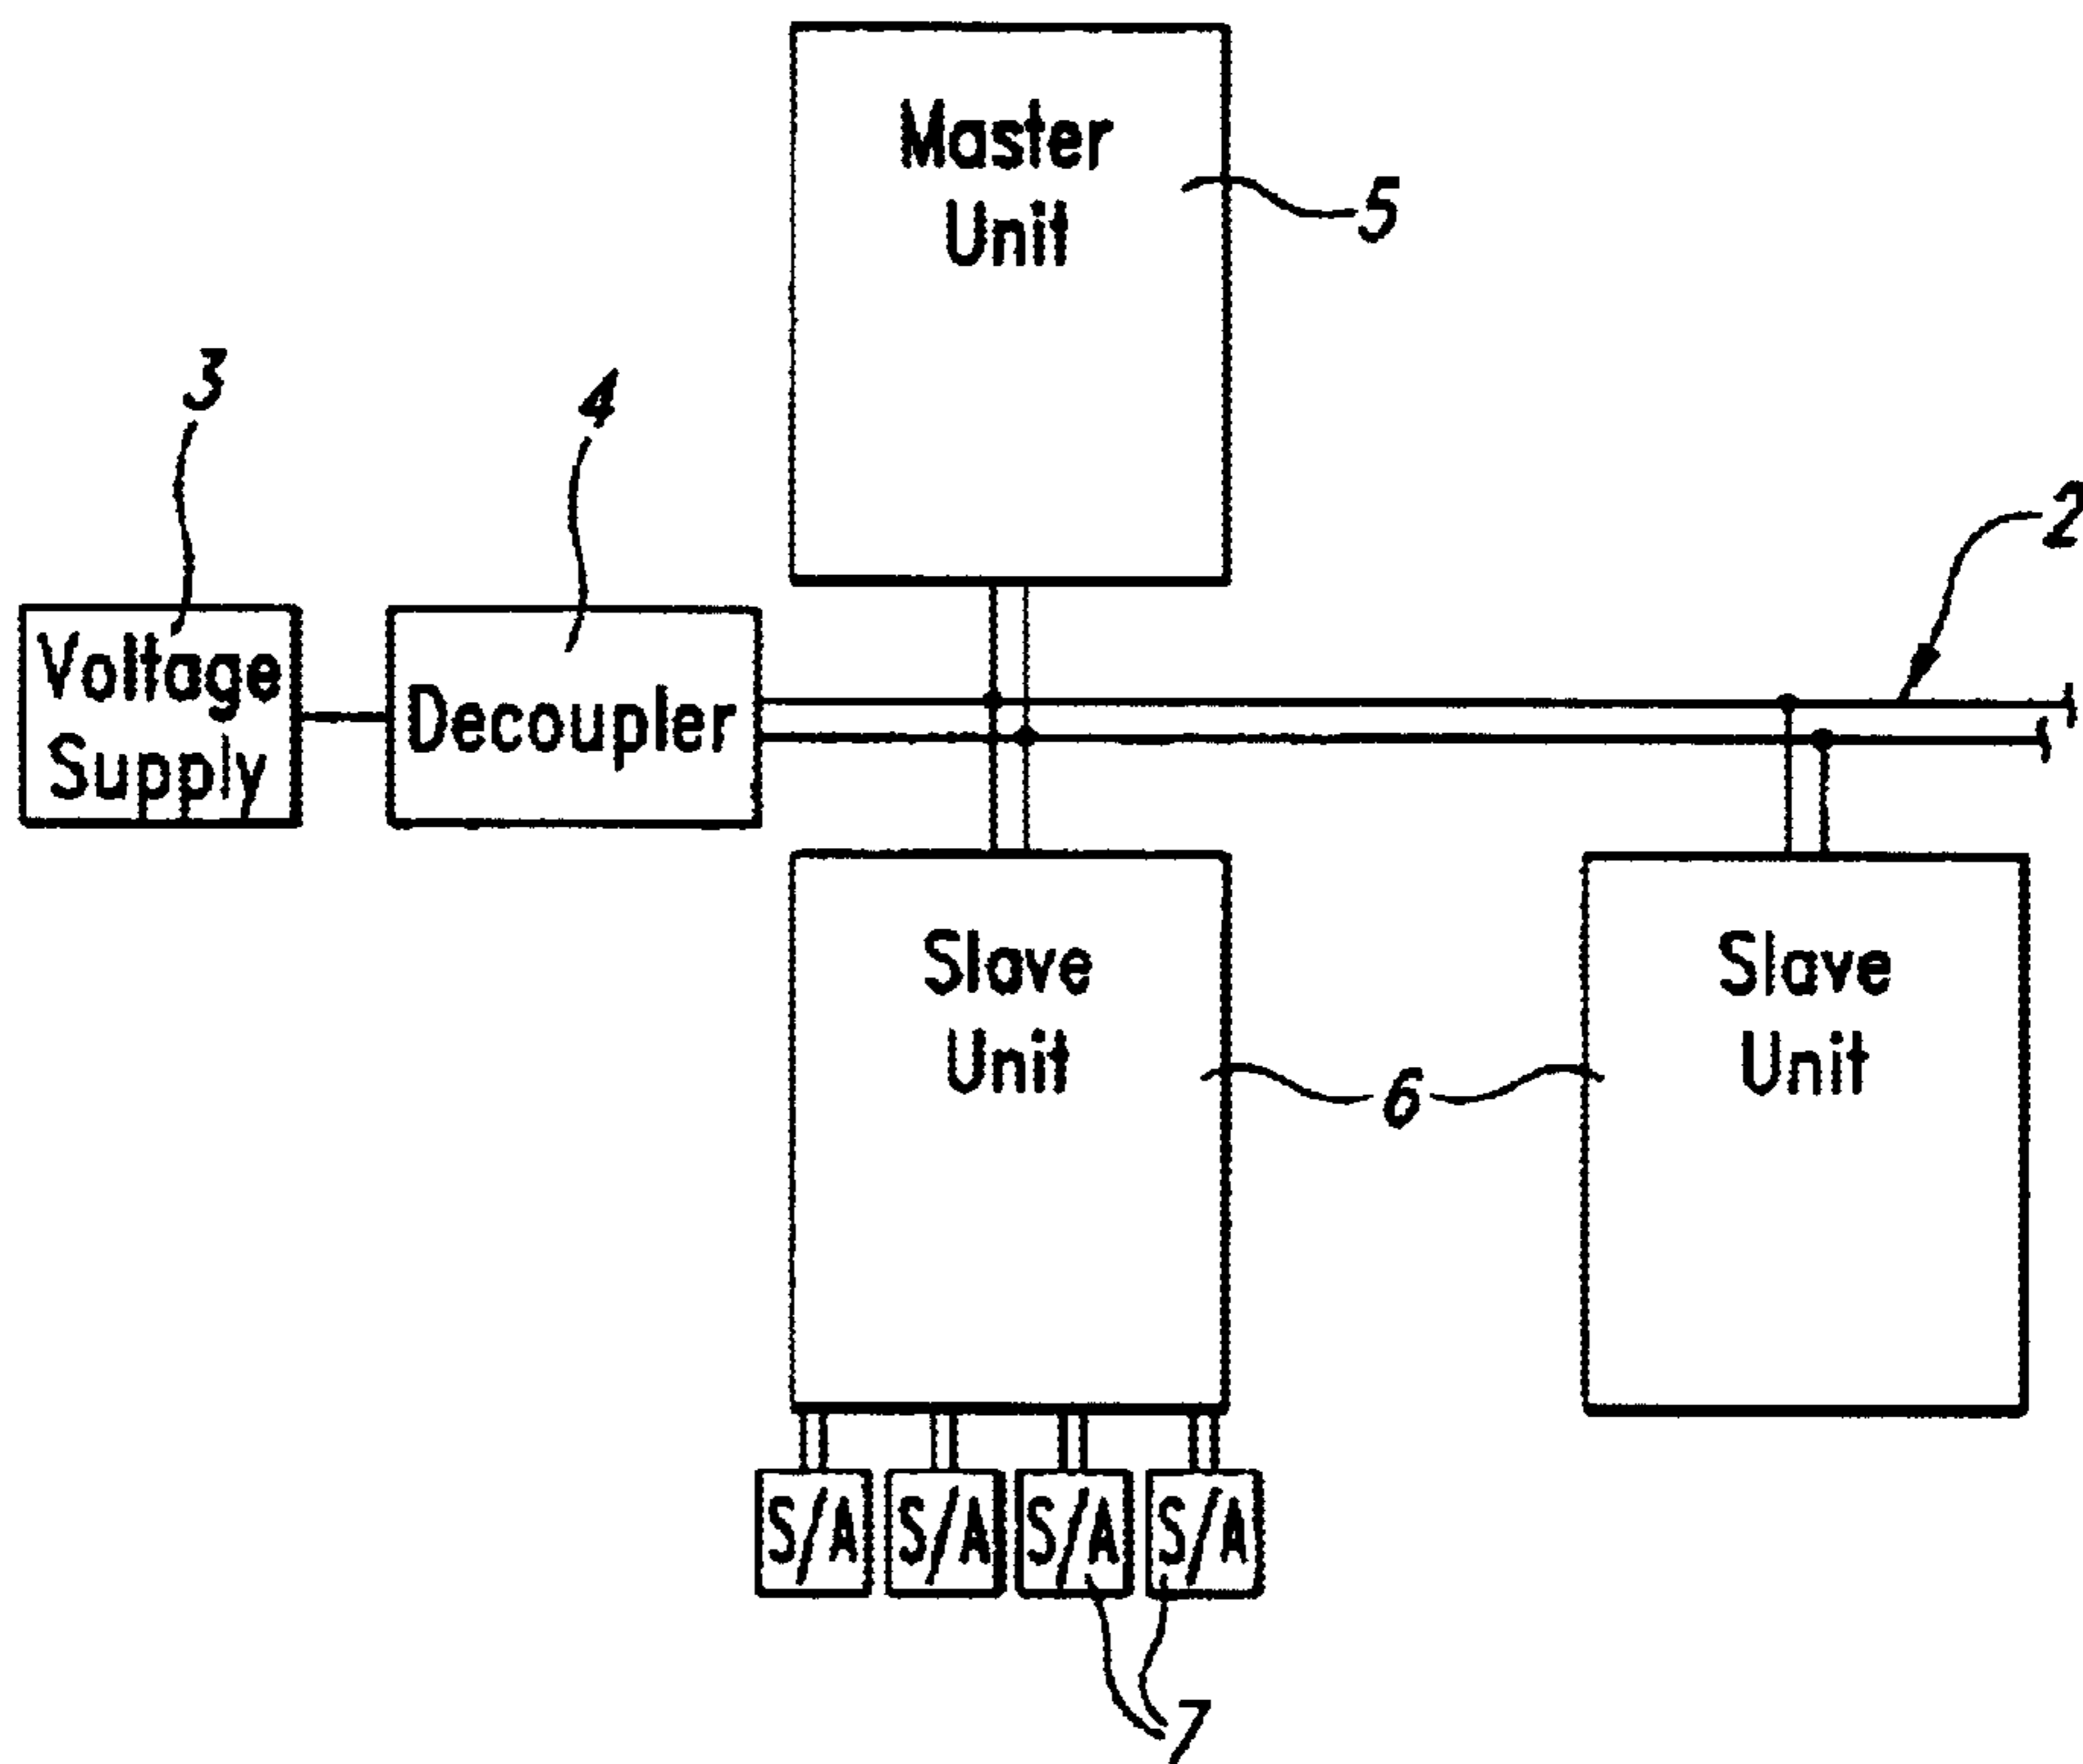 Master
Unit
5
3
4
2
Voltage
Supply
Decoupler
Slave
Unit
Slave
Unit
6
S/A
S/A
S/A
S/A
7